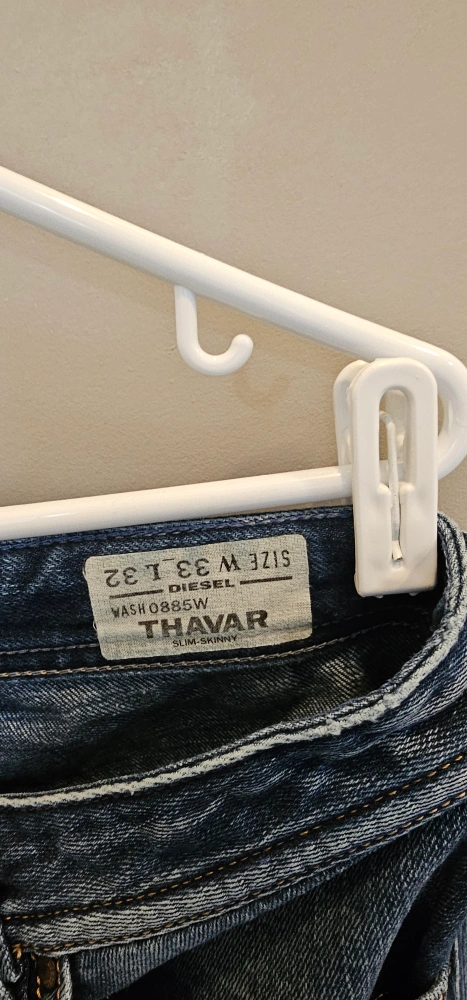 SIZE W 33 L 32
DIESEL
WASH 0885W
THAVAR
SLIM-SKINNY